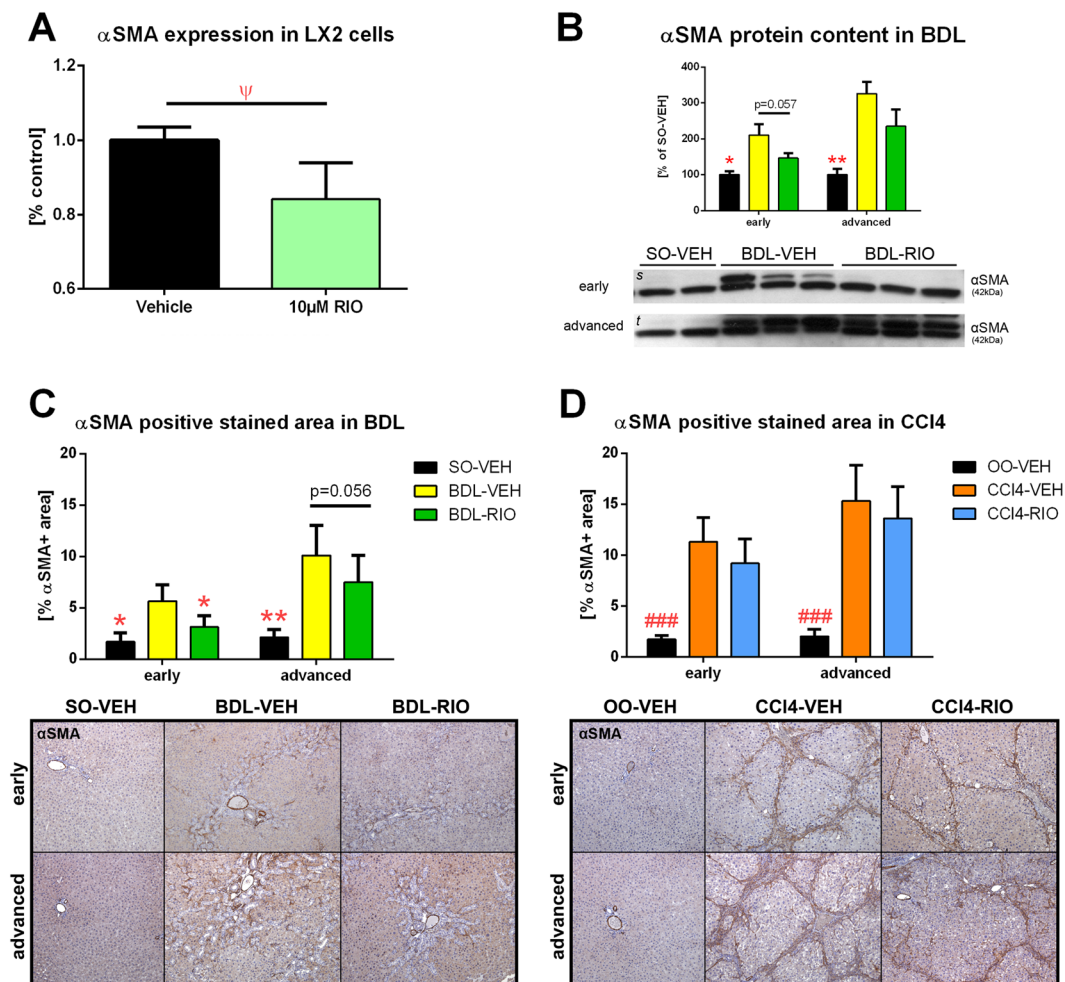 A
αSMA expression in LX2 cells
[% control]
1.2
1.0
0.8
0.6
ψ
Vehicle
10μM RIO
B
αSMA protein content in BDL
[% of SO-VEH]
400
300
200
100
0
*
p=0.057
**
early
advanced
SO-VEH
BDL-VEH
BDL-RIO
early
s
αSMA
(42kDa)
advanced
t
αSMA
(42kDa)
C
αSMA positive stained area in BDL
[% αSMA+ area]
20
15
10
5
0
*
*
**
p=0.056
early
advanced
SO-VEH
BDL-VEH
BDL-RIO
SO-VEH
BDL-VEH
BDL-RIO
αSMA
early
advanced
D
αSMA positive stained area in CCl4
[% αSMA+ area]
20
15
10
5
0
###
###
early
advanced
OO-VEH
CCl4-VEH
CCl4-RIO
OO-VEH
CCl4-VEH
CCl4-RIO
αSMA
early
advanced